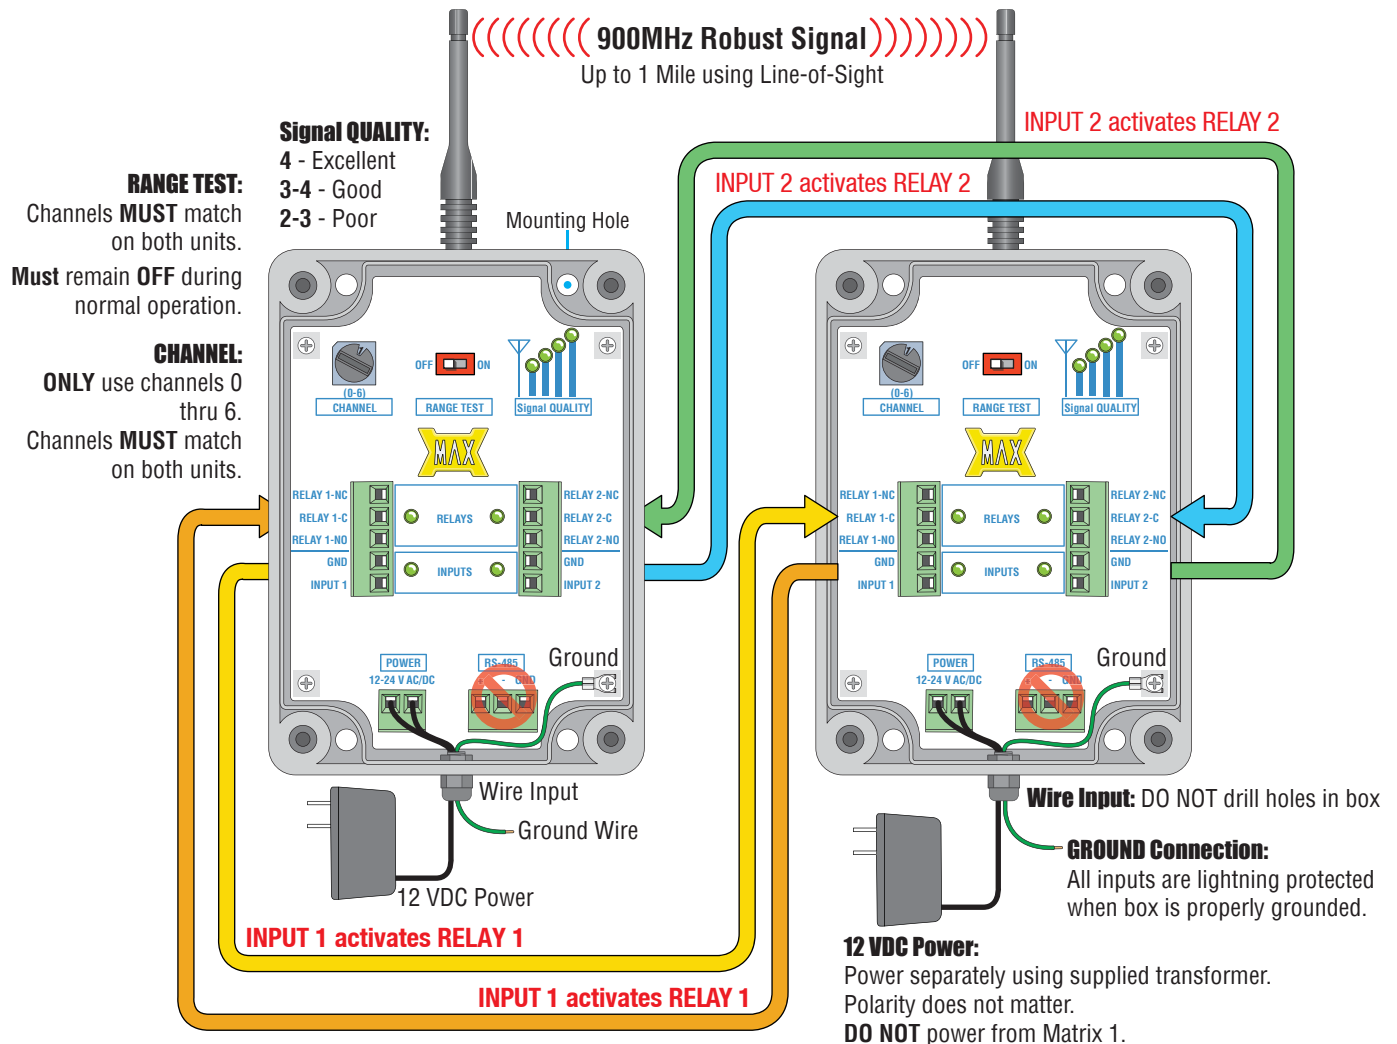 900MHz Robust Signal
Up to 1 Mile using Line-of-Sight
INPUT 2 activates RELAY 2
INPUT 2 activates RELAY 2
Signal QUALITY:
4 - Excellent
3-4 - Good
2-3 - Poor
Mounting Hole
RANGE TEST:
Channels MUST match
on both units.
Must remain OFF during
normal operation.
CHANNEL:
ONLY use channels 0
thru 6.
Channels MUST match
on both units.
OFF ON
(0-6)
CHANNEL
RANGE TEST
Signal QUALITY
MAX
RELAY 1-NC
RELAY 1-C
RELAY 1-NO
GND
INPUT 1
RELAYS
INPUTS
RELAY 2-NC
RELAY 2-C
RELAY 2-NO
GND
INPUT 2
POWER
12-24 V AC/DC
RS-485
+ - GND
Ground
Wire Input
Ground Wire
12 VDC Power
OFF ON
(0-6)
CHANNEL
RANGE TEST
Signal QUALITY
MAX
RELAY 1-NC
RELAY 1-C
RELAY 1-NO
GND
INPUT 1
RELAYS
INPUTS
RELAY 2-NC
RELAY 2-C
RELAY 2-NO
GND
INPUT 2
POWER
12-24 V AC/DC
RS-485
+ - GND
Ground
Wire Input: DO NOT drill holes in box
GROUND Connection:
All inputs are lightning protected
when box is properly grounded.
INPUT 1 activates RELAY 1
INPUT 1 activates RELAY 1
12 VDC Power:
Power separately using supplied transformer.
Polarity does not matter.
DO NOT power from Matrix 1.